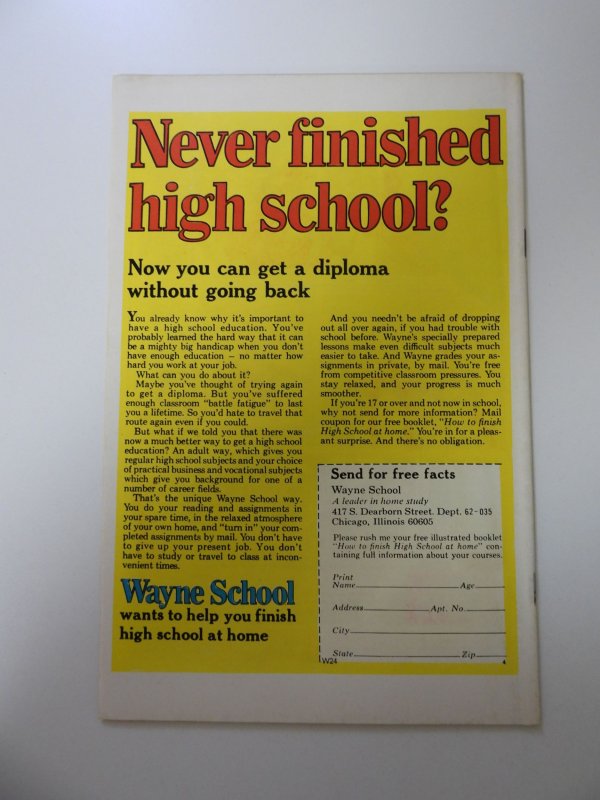 Never finished
high school?
Now you can get a diploma
without going back
You already know why it's important to
have a high school education. You've
probably learned the hard way that it can
be a mighty big handicap when you don't
have enough education – no matter how
hard you work at your job.
What can you do about it?
Maybe you've thought of trying again
to get a diploma. But you've suffered
enough classroom "battle fatigue" to last
you a lifetime. So you'd hate to travel that
route again even if you could.
But what if we told you that there was
now a much better way to get a high school
education? An adult way, which gives you
regular high school subjects and your choice
of practical business and vocational subjects
which give you background for one of a
number of career fields.
That's the unique Wayne School way.
You do your reading and assignments in
your spare time, in the relaxed atmosphere
of your own home, and "turn in" your com-
pleted assignments by mail. You don't have
to give up your present job. You don't
have to study or travel to class at incon-
venient times.
Wayne School
wants to help you finish
high school at home
And you needn't be afraid of dropping
out all over again, if you had trouble with
school before. Wayne's specially prepared
lessons make even difficult subjects much
easier to take. And Wayne grades your as-
signments in private, by mail. You're free
from competitive classroom pressures. You
stay relaxed, and your progress is much
smoother.
If you're 17 or over and not now in school,
why not send for more information? Mail
coupon for our free booklet, "How to finish
High School at home." You're in for a pleas-
ant surprise. And there's no obligation.
Send for free facts
Wayne School
A leader in home study
417 S. Dearborn Street. Dept. 62-035
Chicago, Illinois 60605
Please rush me your free illustrated booklet
"How to finish High School at home" con-
taining full information about your courses.
Print
Name Age
Address Apt. No.
City
State Zip
W24 4